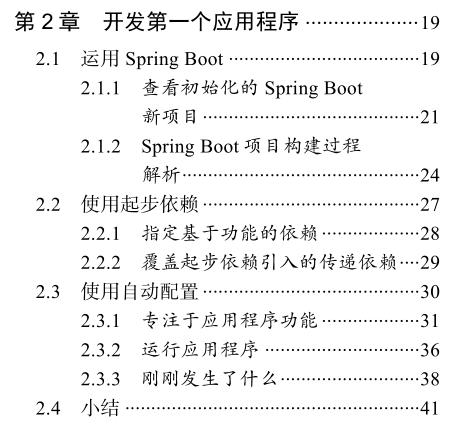 第 2 章 开发第一个应用程序 ··················· 19
2.1 运用 Spring Boot ································ 19
2.1.1 查看初始化的 Spring Boot
新项目 ····································· 21
2.1.2 Spring Boot 项目构建过程
解析 ········································ 24
2.2 使用起步依赖 ····································· 27
2.2.1 指定基于功能的依赖 ················ 28
2.2.2 覆盖起步依赖引入的传递依赖 ···· 29
2.3 使用自动配置 ····································· 30
2.3.1 专注于应用程序功能 ················ 31
2.3.2 运行应用程序 ·························· 36
2.3.3 刚刚发生了什么 ······················· 38
2.4 小结 ·················································· 41